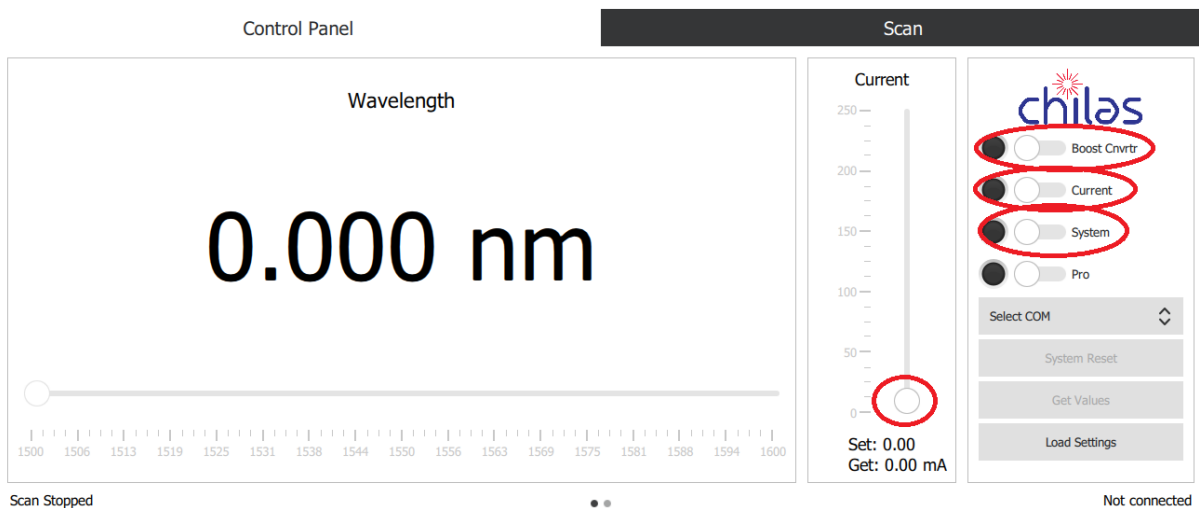 Control Panel
Scan
Wavelength
0.000 nm
1500 1506 1513 1519 1525 1531 1538 1544 1550 1556 1563 1569 1575 1581 1588 1594 1600
Current
250
200
150
100
50
0
Set: 0.00
Get: 0.00 mA
chilas
Boost Cnvrtr
Current
System
Pro
Select COM
System Reset
Get Values
Load Settings
Scan Stopped
Not connected